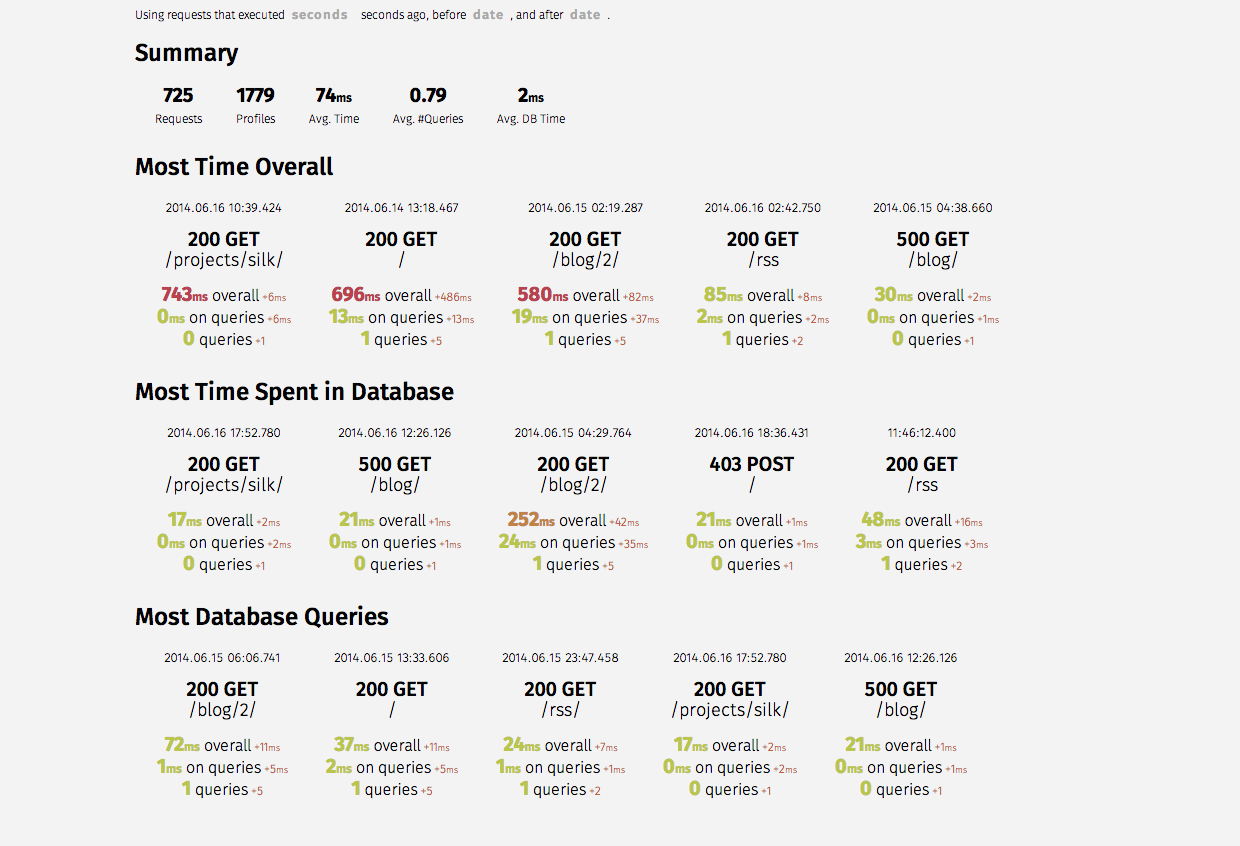 Using requests that executed seconds seconds ago, before date , and after date .
Summary
725 1779 74ms 0.79 2ms
Requests Profiles Avg. Time Avg. #Queries Avg. DB Time
Most Time Overall
2014.06.16 10:39.424 2014.06.14 13:18.467 2014.06.15 02:19.287 2014.06.16 02:42.750 2014.06.15 04:38.660
200 GET 200 GET 200 GET 200 GET 500 GET
/projects/silk/ / /blog/2/ /rss /blog/
743ms overall +6ms 696ms overall +486ms 580ms overall +82ms 85ms overall +8ms 30ms overall +2ms
0ms on queries +6ms 13ms on queries +13ms 19ms on queries +37ms 2ms on queries +2ms 0ms on queries +1ms
0 queries +1 1 queries +5 1 queries +5 1 queries +2 0 queries +1
Most Time Spent in Database
2014.06.16 17:52.780 2014.06.16 12:26.126 2014.06.15 04:29.764 2014.06.16 18:36.431 11:46:12.400
200 GET 500 GET 200 GET 403 POST 200 GET
/projects/silk/ /blog/ /blog/2/ / /rss
17ms overall +2ms 21ms overall +1ms 252ms overall +42ms 21ms overall +1ms 48ms overall +16ms
0ms on queries +2ms 0ms on queries +1ms 24ms on queries +35ms 0ms on queries +1ms 3ms on queries +3ms
0 queries +1 0 queries +1 1 queries +5 0 queries +1 1 queries +2
Most Database Queries
2014.06.15 06:06.741 2014.06.15 13:33.606 2014.06.15 23:47.458 2014.06.16 17:52.780 2014.06.16 12:26.126
200 GET 200 GET 200 GET 200 GET 500 GET
/blog/2/ / /rss/ /projects/silk/ /blog/
72ms overall +11ms 37ms overall +11ms 24ms overall +7ms 17ms overall +2ms 21ms overall +1ms
1ms on queries +5ms 2ms on queries +5ms 1ms on queries +1ms 0ms on queries +2ms 0ms on queries +1ms
1 queries +5 1 queries +5 1 queries +2 0 queries +1 0 queries +1